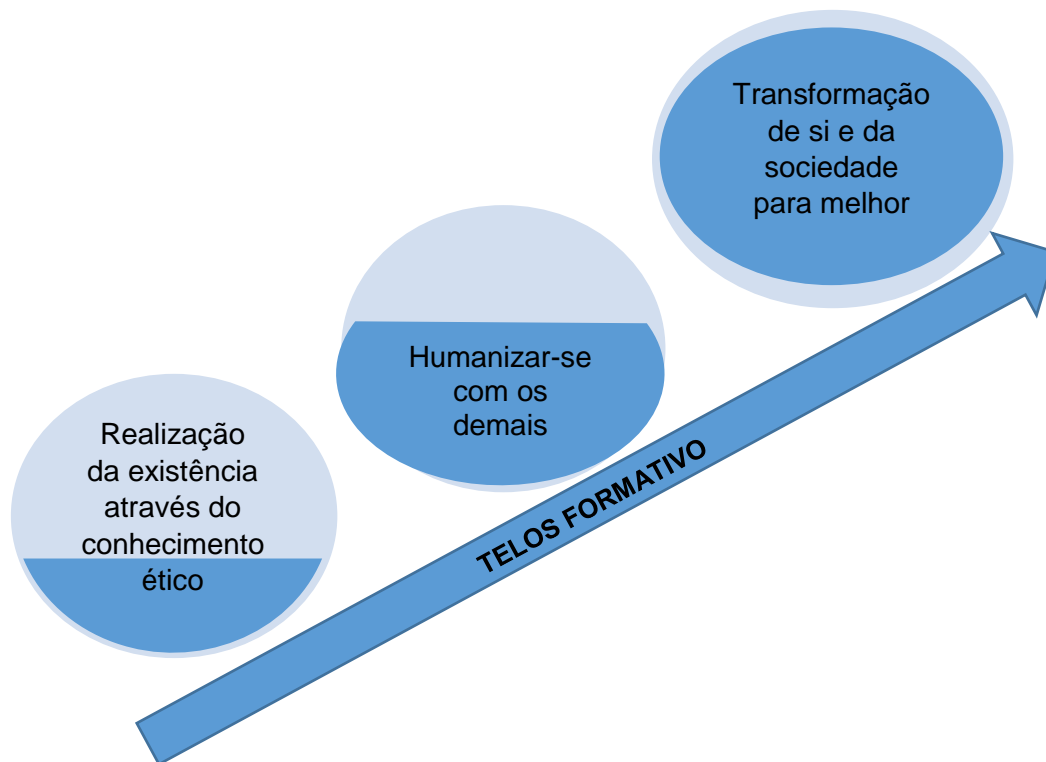 Transformação
de si e da
sociedade
para melhor
Humanizar-se
com os
demais
Realização
da existência
através do
conhecimento
ético
TELOS FORMATIVO